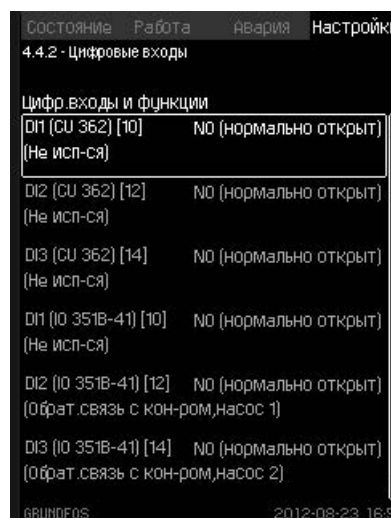 Состояние Работа Авария Настройки
4.4.2 - Цифровые входы
Цифр.входы и функции
DI1 (CU 362) [10] NO (нормально открыт)
(Не исп-ся)
DI2 (CU 362) [12] NO (нормально открыт)
(Не исп-ся)
DI3 (CU 362) [14] NO (нормально открыт)
(Не исп-ся)
DI1 (IO 351B-41) [10] NO (нормально открыт)
(Не исп-ся)
DI2 (IO 351B-41) [12] NO (нормально открыт)
(Обрат.связь с кон-ром,насос 1)
DI3 (IO 351B-41) [14] NO (нормально открыт)
(Обрат.связь с кон-ром,насос 2)
GRUNDFOS 2012-08-23 16:5